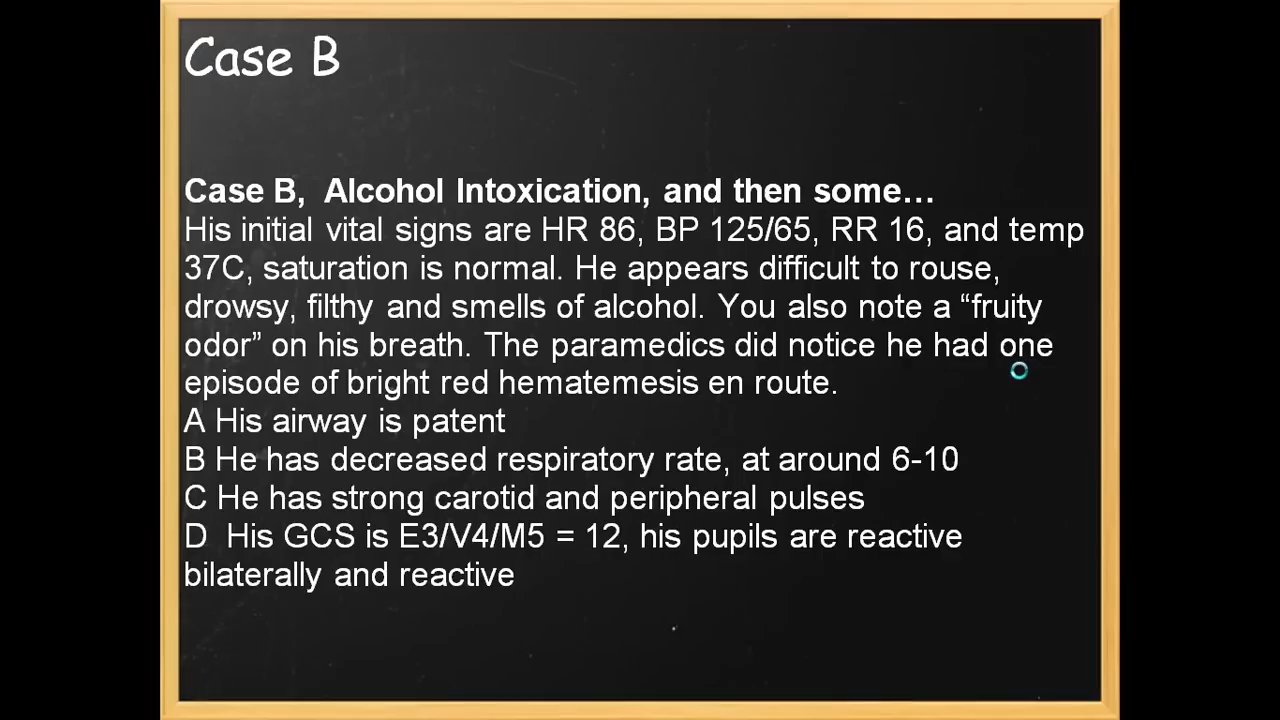 Case B
Case B, Alcohol Intoxication, and then some…
His initial vital signs are HR 86, BP 125/65, RR 16, and temp
37C, saturation is normal. He appears difficult to rouse,
drowsy, filthy and smells of alcohol. You also note a “fruity
odor” on his breath. The paramedics did notice he had one
episode of bright red hematemesis en route.
A His airway is patent
B He has decreased respiratory rate, at around 6-10
C He has strong carotid and peripheral pulses
D His GCS is E3/V4/M5 = 12, his pupils are reactive
bilaterally and reactive